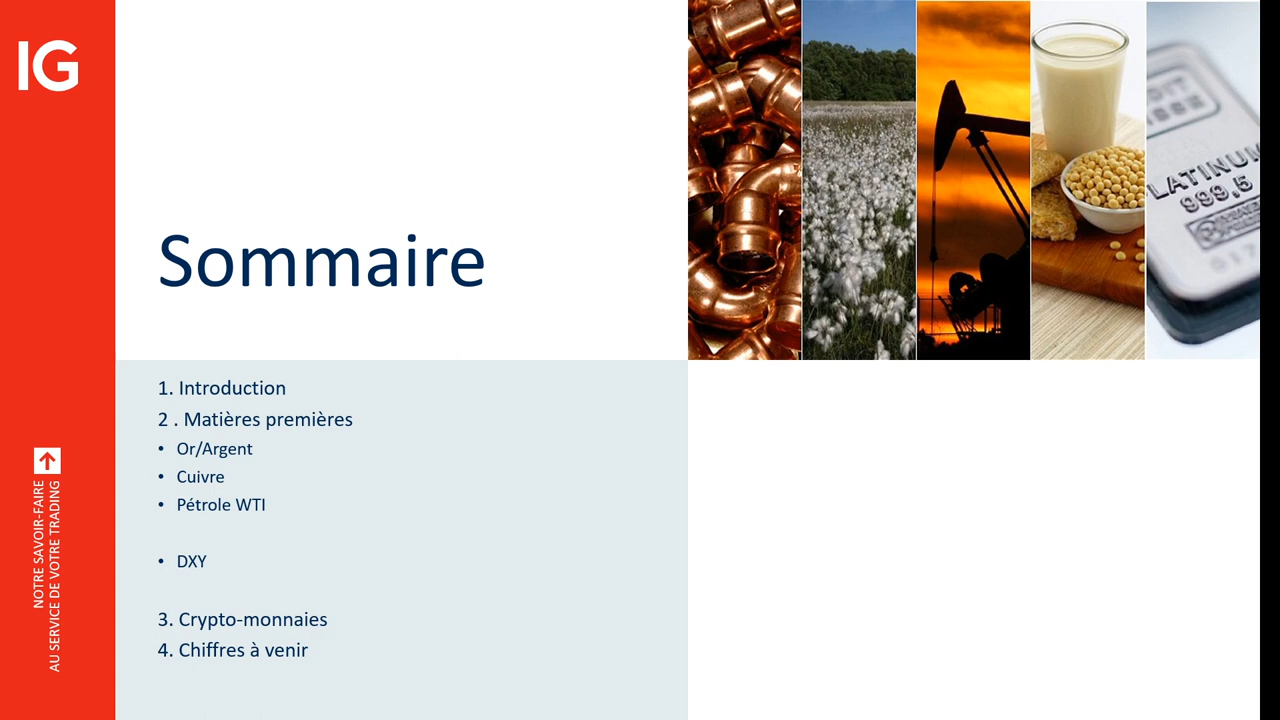 IG
Sommaire
1. Introduction
2 . Matières premières
• Or/Argent
• Cuivre
• Pétrole WTI
• DXY
3. Crypto-monnaies
4. Chiffres à venir
NOTRE SAVOIR-FAIRE
AU SERVICE DE VOTRE TRADING
LATINUM
999,5